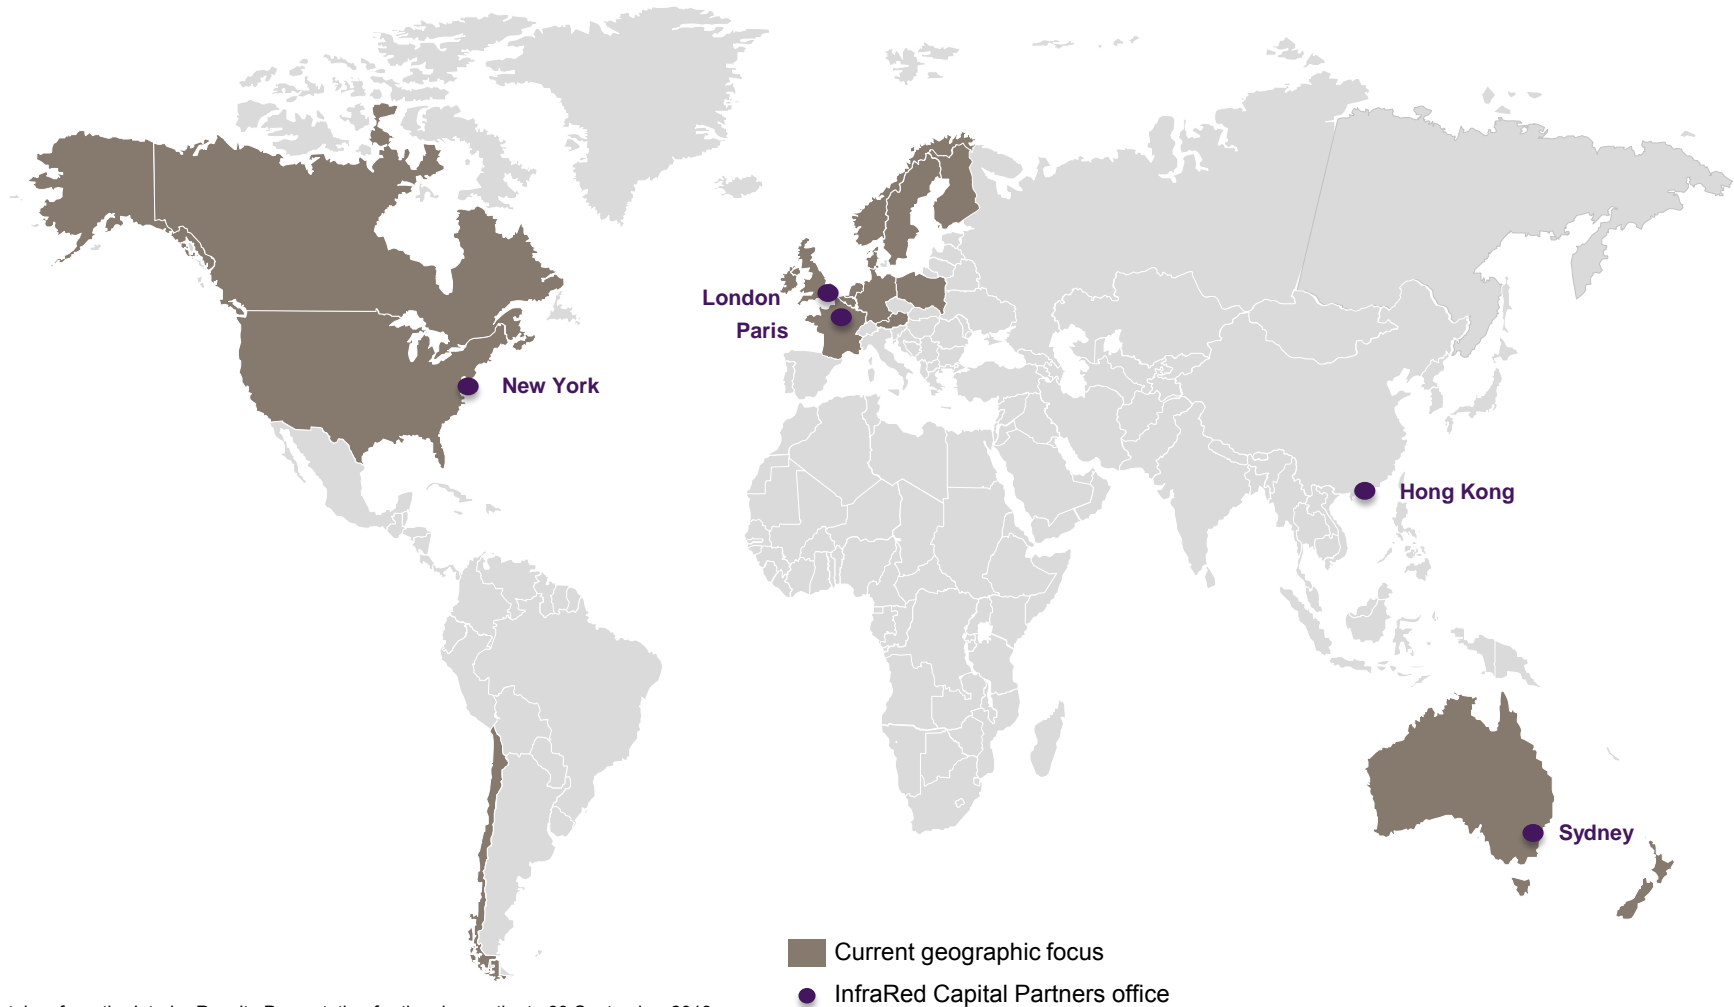 London
Paris
New York
Hong Kong
Sydney
Current geographic focus
InfraRed Capital Partners office